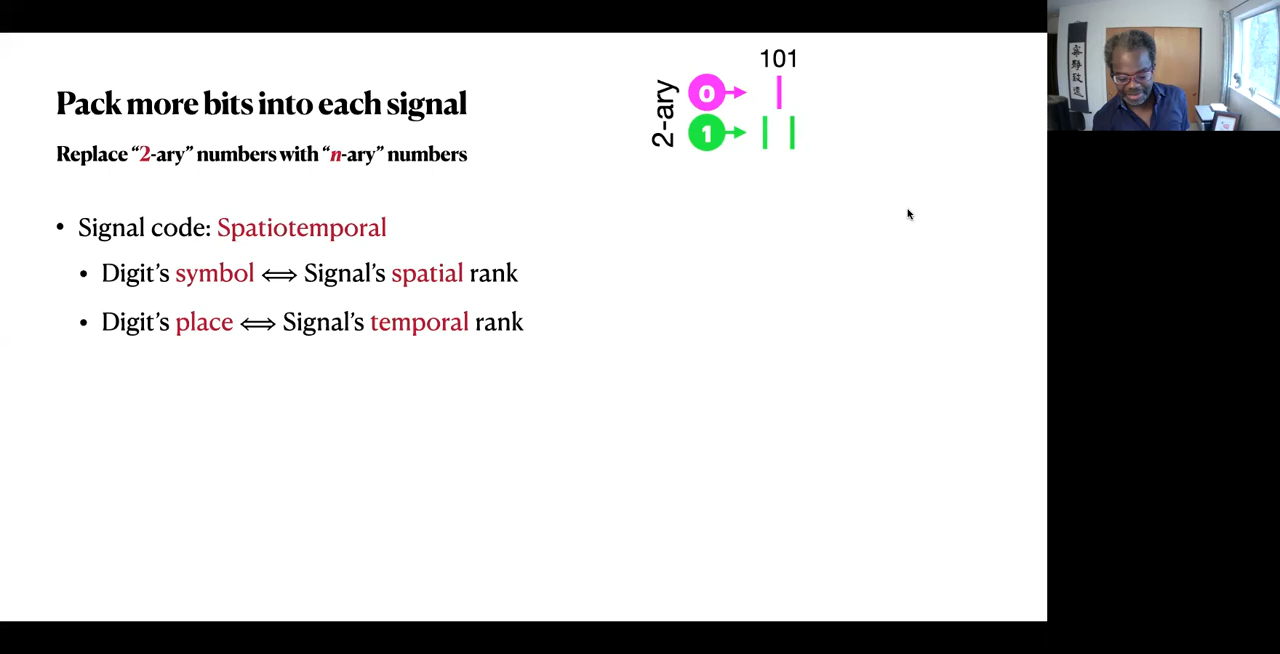 Pack more bits into each signal
Replace “2-ary” numbers with “n-ary” numbers
• Signal code: Spatiotemporal
• Digit’s symbol ⟺ Signal’s spatial rank
• Digit’s place ⟺ Signal’s temporal rank
101
2-ary
0
1